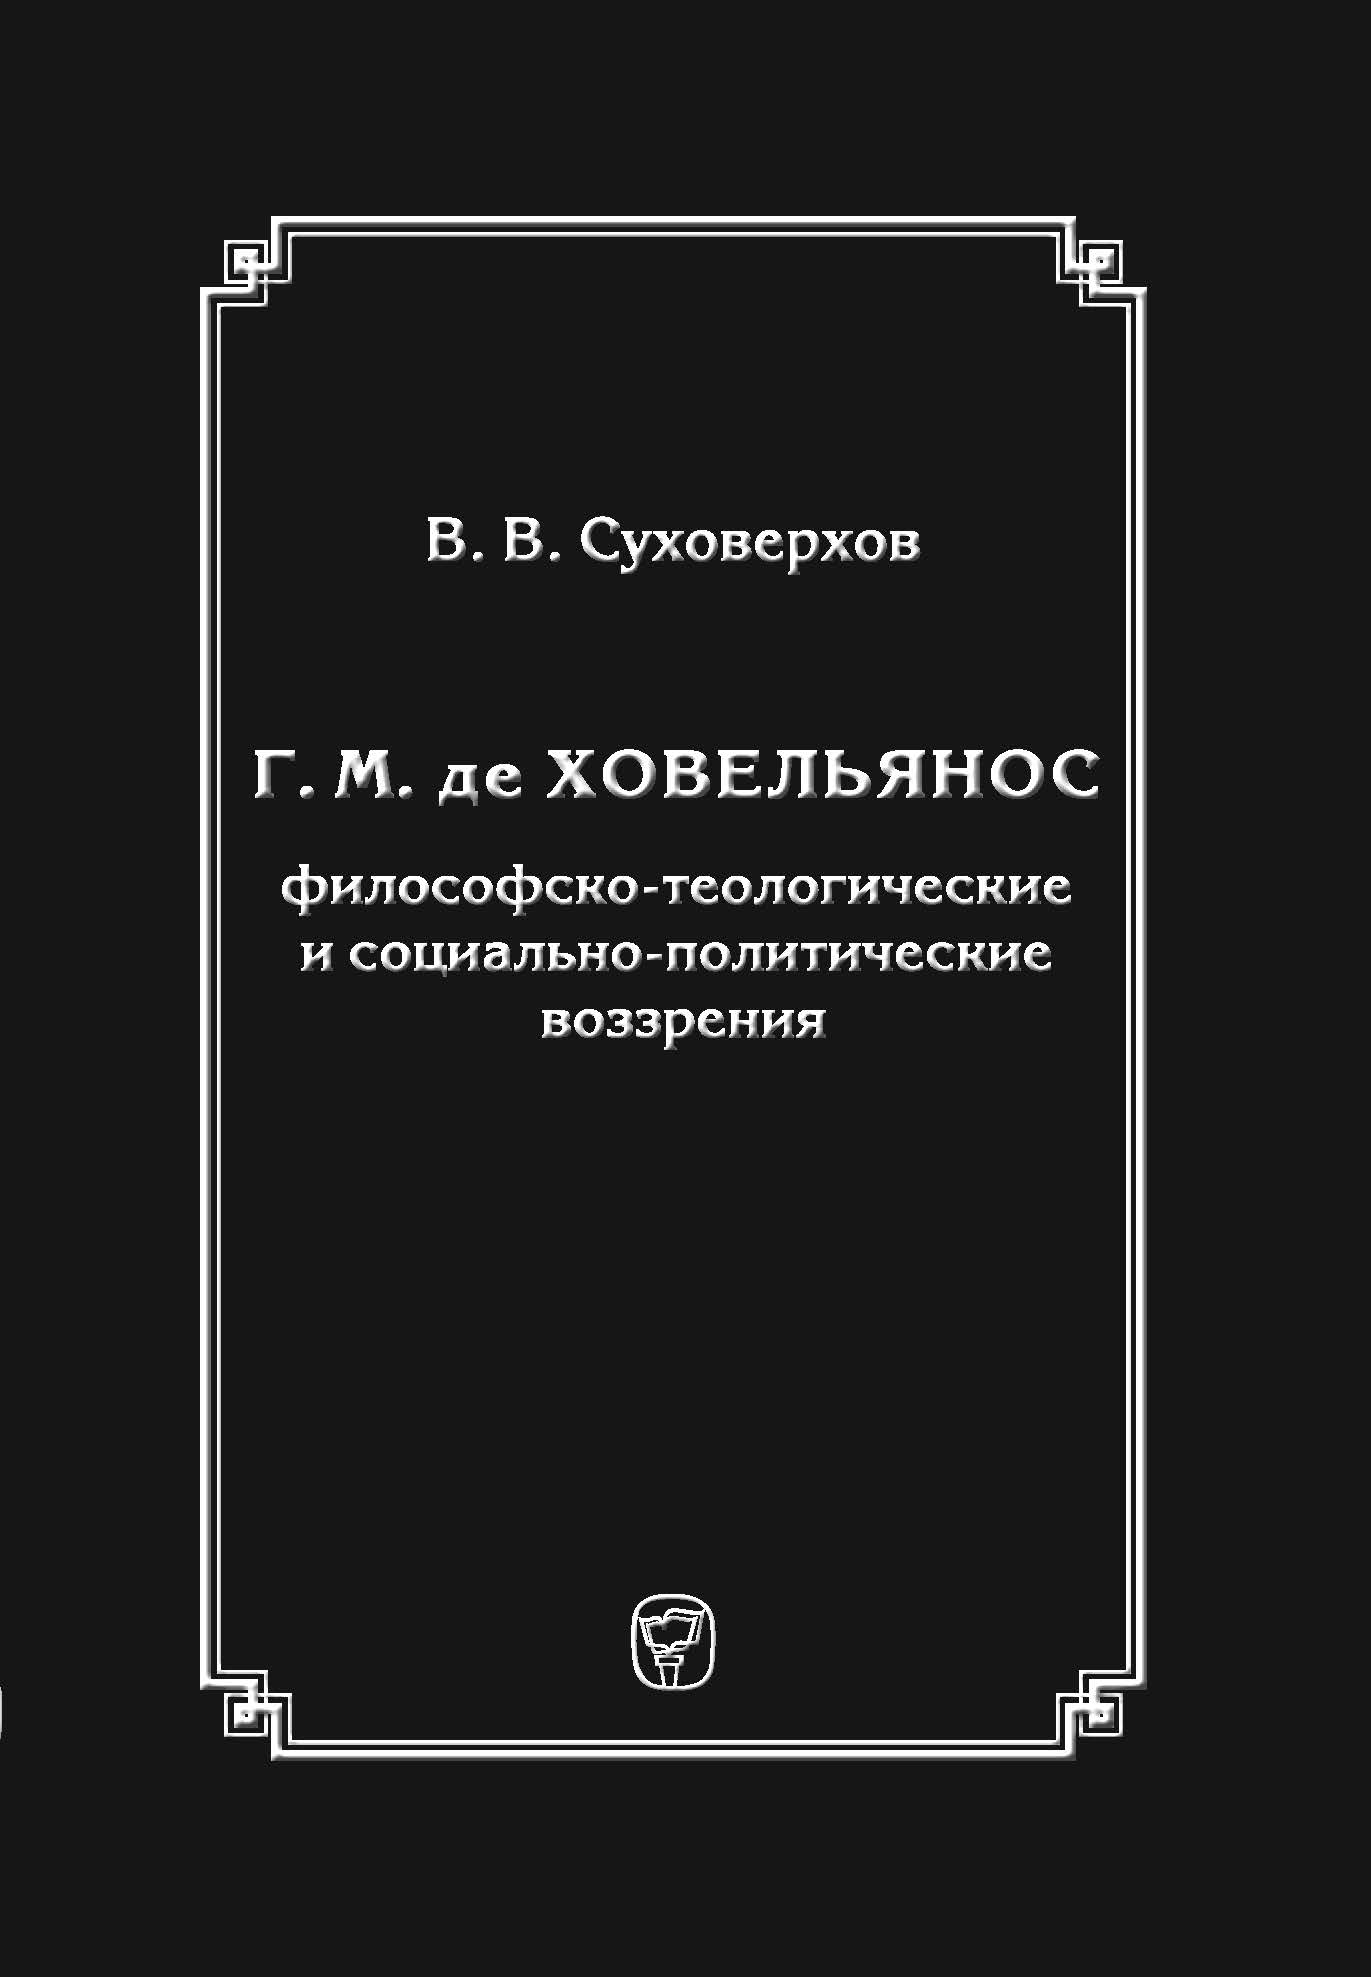 В. В. Суховерхов
Г. М. де ХОВЕЛЬЯНОС
философско-теологические
и социально-политические
воззрения